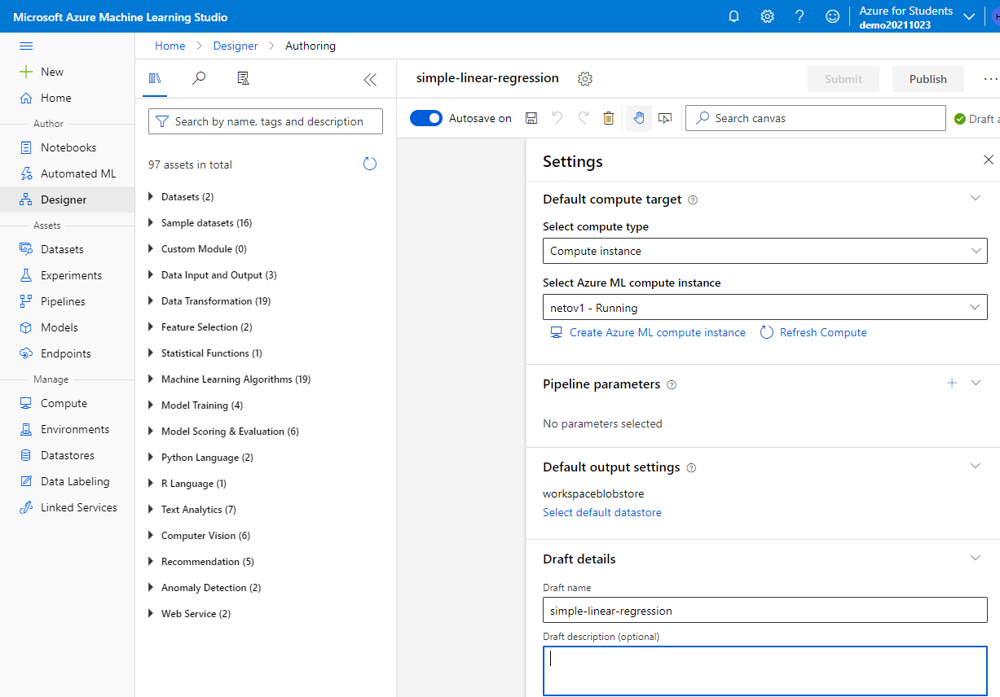 Microsoft Azure Machine Learning Studio
Azure for Students
demo20211023
New
Home
Author
Notebooks
Automated ML
Designer
Assets
Datasets
Experiments
Pipelines
Models
Endpoints
Manage
Compute
Environments
Datastores
Data Labeling
Linked Services
Home > Designer > Authoring
Search by name, tags and description
97 assets in total
Datasets (2)
Sample datasets (16)
Custom Module (0)
Data Input and Output (3)
Data Transformation (19)
Feature Selection (2)
Statistical Functions (1)
Machine Learning Algorithms (19)
Model Training (4)
Model Scoring & Evaluation (6)
Python Language (2)
R Language (1)
Text Analytics (7)
Computer Vision (6)
Recommendation (5)
Anomaly Detection (2)
Web Service (2)
simple-linear-regression
Submit
Publish
Autosave on
Search canvas
Draft a
Settings
Default compute target
Select compute type
Compute instance
Select Azure ML compute instance
netov1 - Running
Create Azure ML compute instance
Refresh Compute
Pipeline parameters
No parameters selected
Default output settings
workspaceblobstore
Select default datastore
Draft details
Draft name
simple-linear-regression
Draft description (optional)